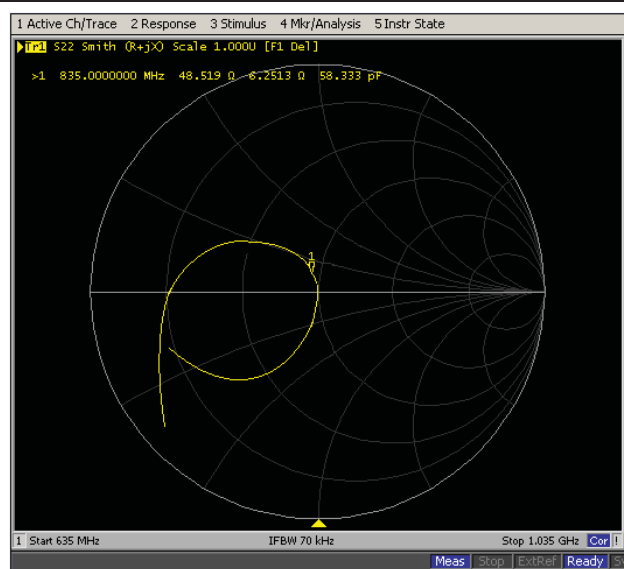 1 Active Ch/Trace 2 Response 3 Stimulus 4 Mkr/Analysis 5 Instr State
Tr1 S22 Smith (R+jX) Scale 1.000U [F1 Del]
>1 835.0000000 MHz 48.519 Ω 6.2513 Ω 58.333 pF
1
1 Start 635 MHz IFBW 70 kHz Stop 1.035 GHz Cor !
Meas Stop ExtRef Ready